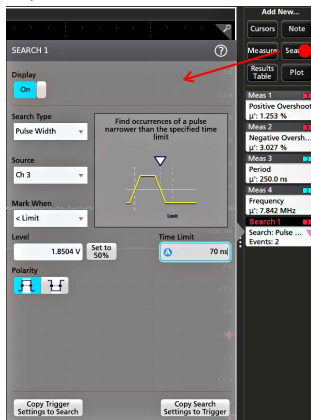 Add New...
Cursors Note
SEARCH 1 ?
Measure
Display
On
Results Table Plot
Search Type
Pulse Width
Find occurrences of a pulse narrower than the specified time limit
Limit
Source
Ch 3
Mark When
< Limit
Level
1.8504 V
Set to 50%
Time Limit
A 70 ns
Polarity
Copy Trigger Settings to Search
Copy Search Settings to Trigger
Meas 1
Positive Overshoot
µ': 1.253 %
Meas 2
Negative Oversh...
µ': 3.027 %
Meas 3
Period
µ': 250.0 ns
Meas 4
Frequency
µ': 7.842 MHz
Search 1
Search: Pulse ...
Events: 2